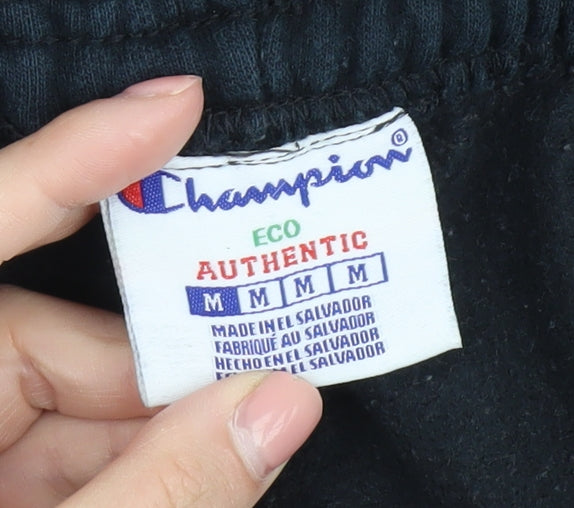 Champion®
ECO
AUTHENTIC
M M M M
MADE IN EL SALVADOR
FABRIQUÉ AU SALVADOR
HECHO EN EL SALVADOR